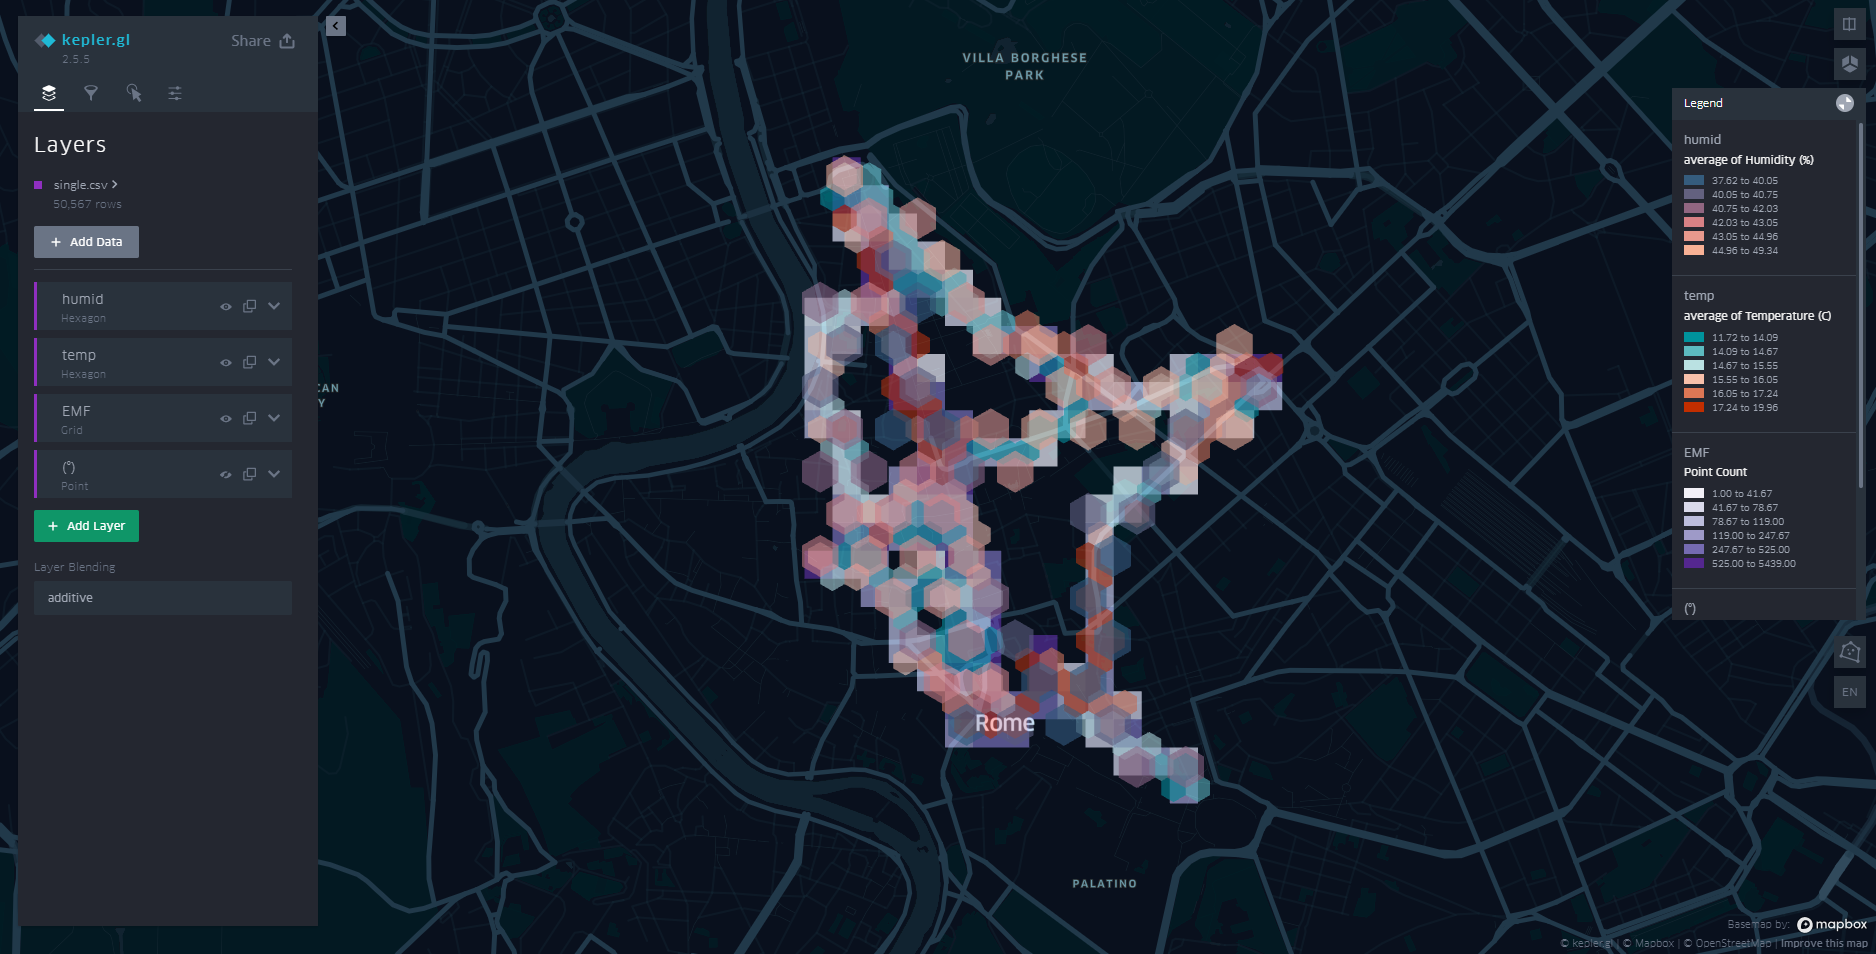 kepler.gl
2.5.5
Share
Layers
single.csv
50,567 rows
+ Add Data
humid
Hexagon
temp
Hexagon
EMF
Grid
(°)
Point
+ Add Layer
Layer Blending
additive
VILLA BORGHESE
PARK
CAN
Y
Rome
PALATINO
Legend
humid
average of Humidity (%)
37.62 to 40.05
40.05 to 40.75
40.75 to 42.03
42.03 to 43.05
43.05 to 44.96
44.96 to 49.34
temp
average of Temperature (C)
11.72 to 14.09
14.09 to 14.67
14.67 to 15.55
15.55 to 16.05
16.05 to 17.24
17.24 to 19.96
EMF
Point Count
1.00 to 41.67
41.67 to 78.67
78.67 to 119.00
119.00 to 247.67
247.67 to 525.00
525.00 to 5439.00
(°)
EN
Basemap by: mapbox
© kepler.gl | © Mapbox | © OpenStreetMap | Improve this map